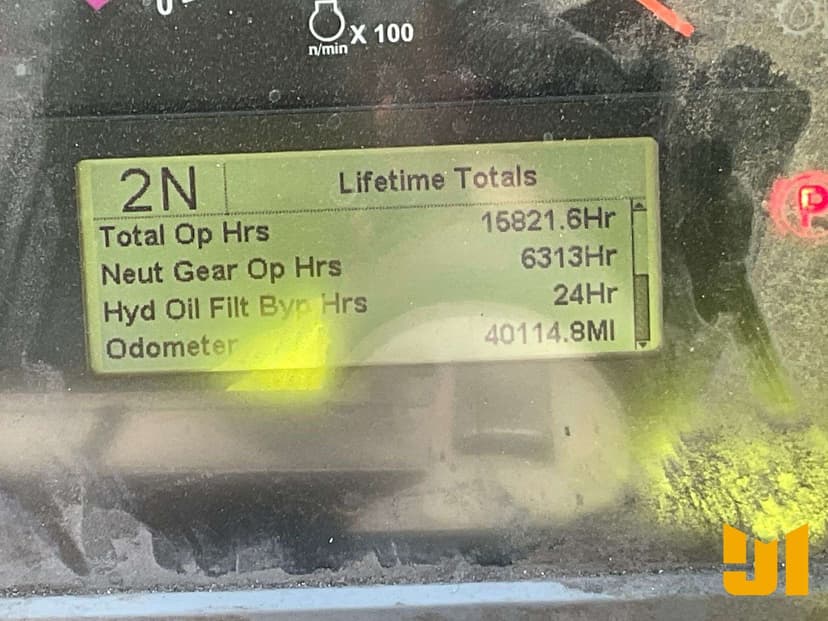 0
X 100
n/min
2N
Lifetime Totals
Total Op Hrs 15821.6Hr
Neut Gear Op Hrs 6313Hr
Hyd Oil Filt Byp Hrs 24Hr
Odometer 40114.8MI
P